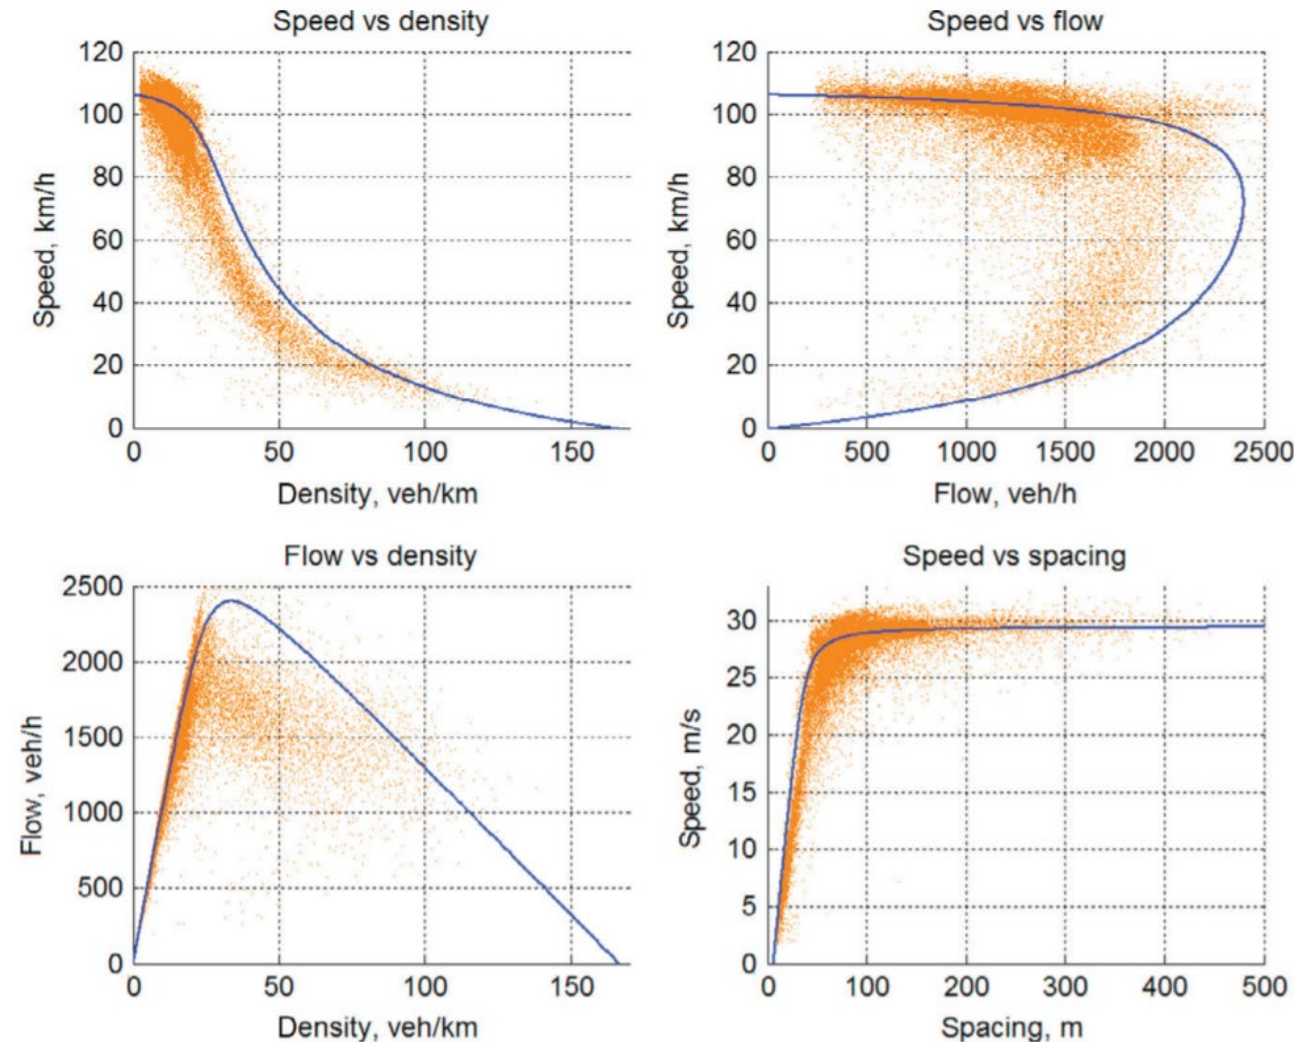 Speed vs density
120
100
80
60
40
20
0
Speed, km/h
0 50 100 150
Density, veh/km
Speed vs flow
120
100
80
60
40
20
0
Speed, km/h
0 500 1000 1500 2000 2500
Flow, veh/h
Flow vs density
2500
2000
1500
1000
500
0
Flow, veh/h
0 50 100 150
Density, veh/km
Speed vs spacing
30
25
20
15
10
5
0
Speed, m/s
0 100 200 300 400 500
Spacing, m